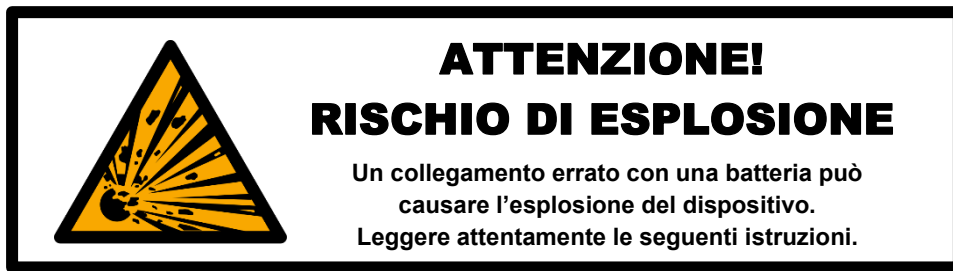 ATTENZIONE!
RISCHIO DI ESPLOSIONE
Un collegamento errato con una batteria può
causare l’esplosione del dispositivo.
Leggere attentamente le seguenti istruzioni.